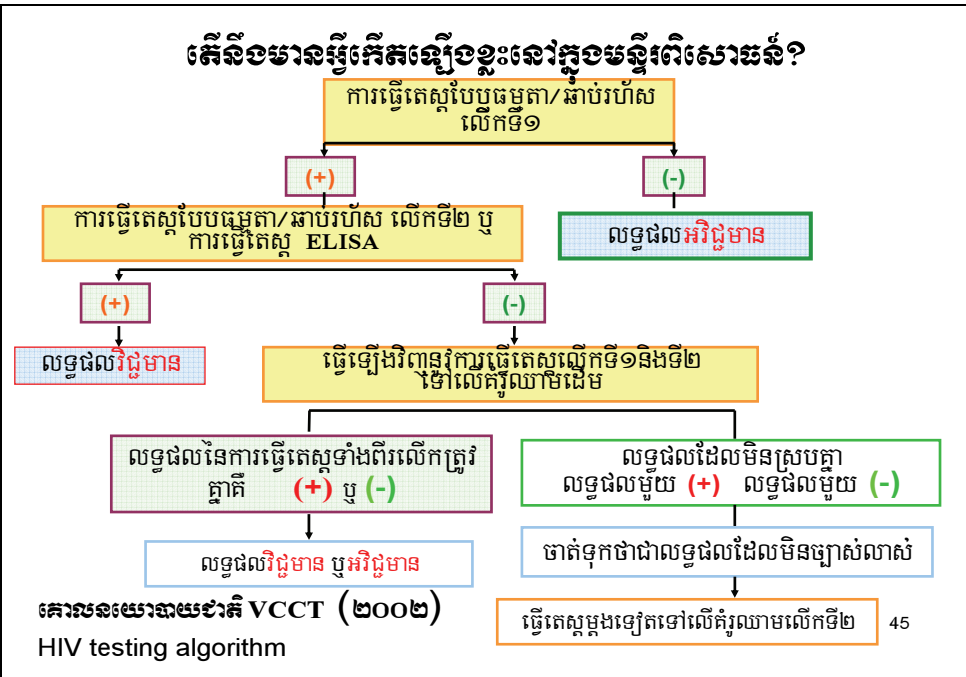 តើនឹងមានអ្វីកើតឡើងខ្លះនៅក្នុងមន្ទីរពិសោធន៍?
ការធ្វើតេស្តបែបធម្មតា/ឆាប់រហ័ស
លើកទី១
(+)
(-)
ការធ្វើតេស្តបែបធម្មតា/ឆាប់រហ័ស លើកទី២ ឬ
ការធ្វើតេស្ត ELISA
លទ្ធផលអវិជ្ជមាន
(+)
(-)
លទ្ធផលវិជ្ជមាន
ធ្វើឡើងវិញនូវការធ្វើតេស្តលើកទី១និងទី២
ទៅលើគំរូឈាមដើម
លទ្ធផលនៃការធ្វើតេស្តទាំងពីរលើកត្រូវ
គ្នាគឺ (+) ឬ (-)
លទ្ធផលដែលមិនស្របគ្នា
លទ្ធផលមួយ (+) លទ្ធផលមួយ (-)
លទ្ធផលវិជ្ជមាន ឬអវិជ្ជមាន
ចាត់ទុកថាជាលទ្ធផលដែលមិនច្បាស់លាស់
គោលនយោបាយជាតិ VCCT (២០០២)
ធ្វើតេស្តម្តងទៀតទៅលើគំរូឈាមលើកទី២
45
HIV testing algorithm